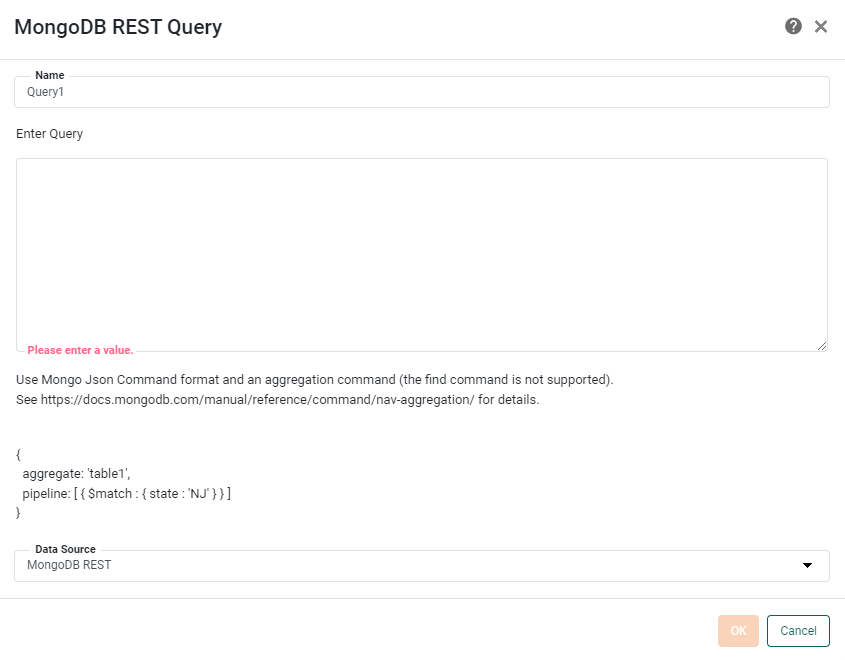 MongoDB REST Query
Name
Query1
Enter Query
Please enter a value.
Use Mongo Json Command format and an aggregation command (the find command is not supported).
See https://docs.mongodb.com/manual/reference/command/nav-aggregation/ for details.
{
aggregate: 'table1',
pipeline: [ { $match : { state : 'NJ' } } ]
}
Data Source
MongoDB REST
OK
Cancel